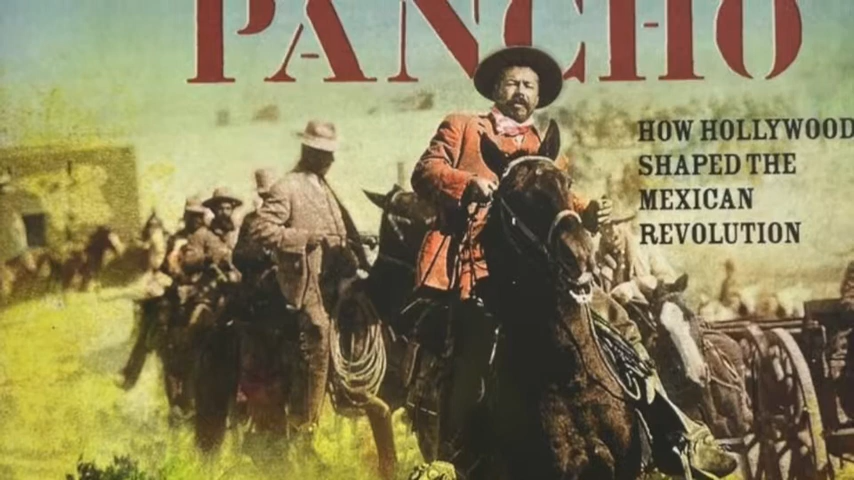 PANCHO
HOW HOLLYWOOD
SHAPED THE
MEXICAN
REVOLUTION